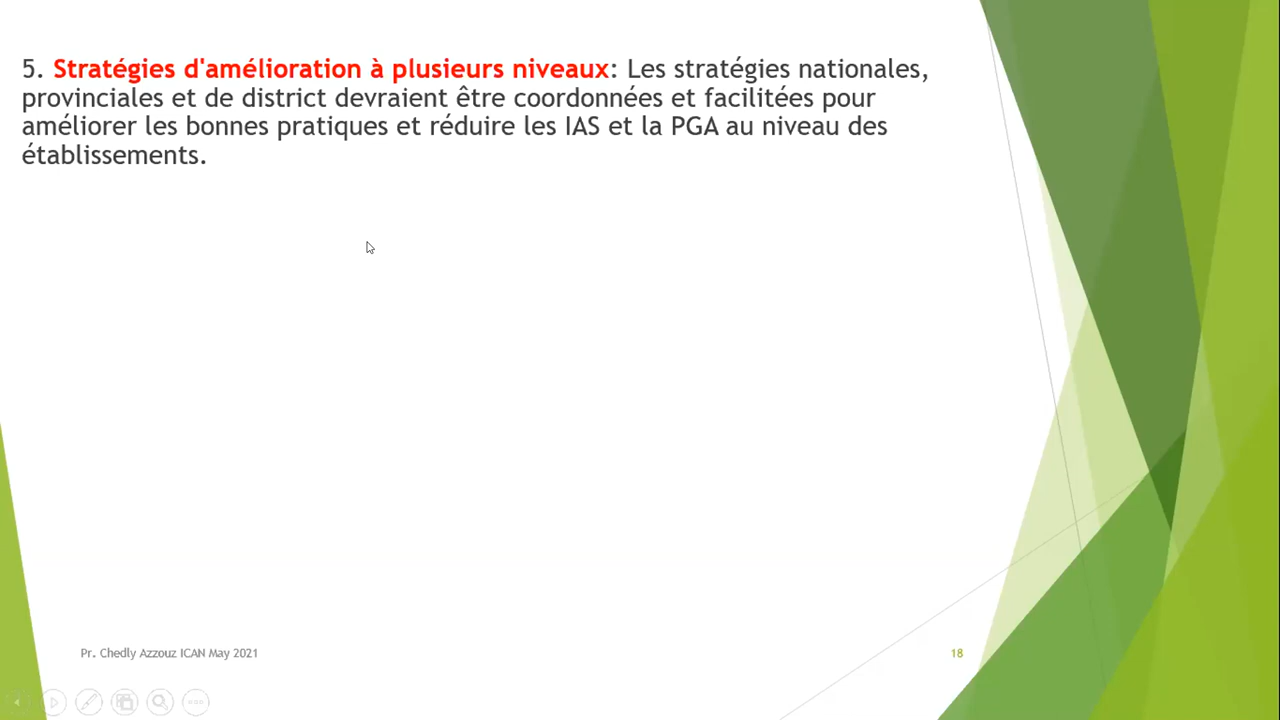 5. Stratégies d'amélioration à plusieurs niveaux: Les stratégies nationales,
provinciales et de district devraient être coordonnées et facilitées pour
améliorer les bonnes pratiques et réduire les IAS et la PGA au niveau des
établissements.
Pr. Chedly Azzouz ICAN May 2021
18